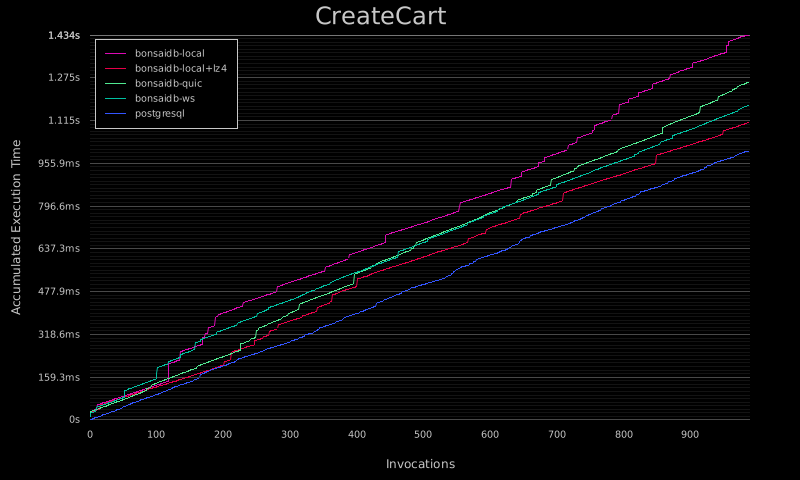 CreateCart
1.434s
1.275s
1.115s
955.9ms
796.6ms
637.3ms
477.9ms
318.6ms
159.3ms
0s
Accumulated Execution Time
bonsaidb-local
bonsaidb-local+lz4
bonsaidb-quic
bonsaidb-ws
postgresql
0 100 200 300 400 500 600 700 800 900
Invocations